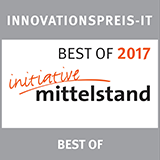 INNOVATIONSPREIS-IT
BEST OF 2017
initiative
mittelstand
BEST OF